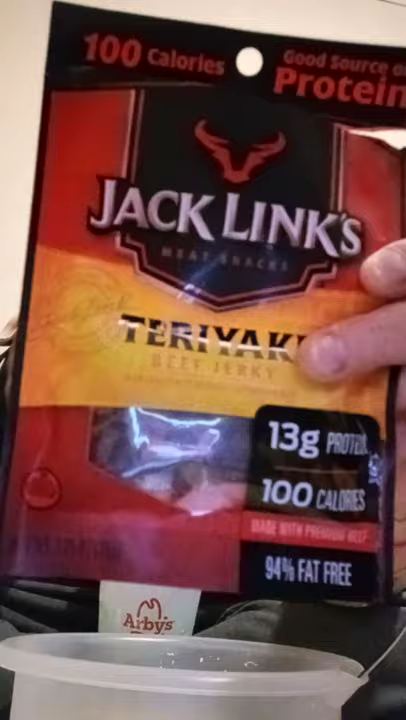 100 Calories
Good Source o
Protein
JACK LINK'S
MEAT SNACKS
TERIYAKI
BEEF JERKY
13g PROTEIN
100 CALORIES
MADE WITH PREMIUM BEEF
94% FAT FREE
Arby's